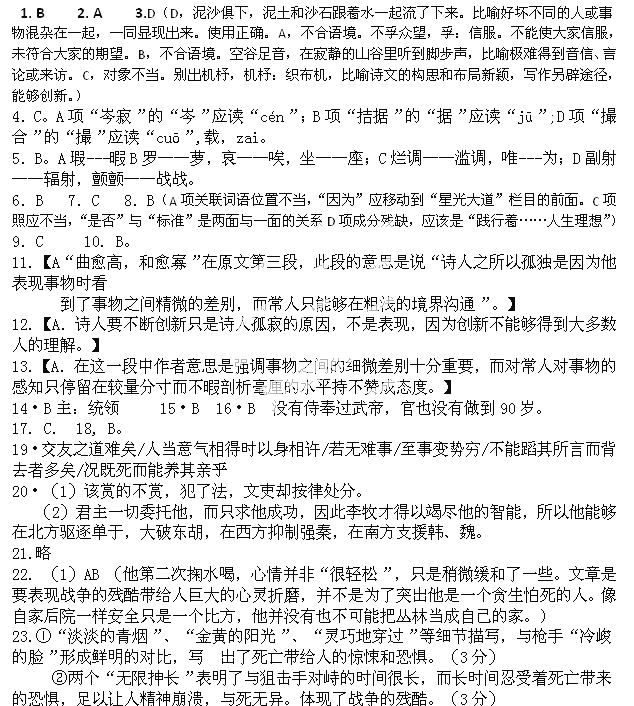 1. B 2. A 3.D（D，泥沙俱下，泥土和沙石跟着水一起流了下来。比喻好坏不同的人或事
物混杂在一起，一同显现出来。使用正确。A，不合语境。不孚众望，孚：信服。不能使大家信服，
未符合大家的期望。B，不合语境。空谷足音，在寂静的山谷里听到脚步声，比喻极难得到音信、言
论或来访。C，对象不当。别出机杼，机杼：织布机，比喻诗文的构思和布局新颖，写作另辟途径，
能够创新。）
4. C。A 项“岑寂 ”的“岑 ”应读“cén ”；B 项“拮据 ”的“据 ”应读“jū ”;D 项“撮
合 ”的“撮 ”应读“cuō ”,载，zai。
5. B。A 瑕---暇 B 罗一一萝，哀一一唉，坐一一座；C 烂调一一滥调，唯---为；D 副射
一一辐射，颤颤一一战战。
6. B 7. C 8. B（A 项关联词语位置不当，“因为”应移动到“星光大道”栏目的前面。C 项
照应不当，“是否”与“标准”是两面与一面的关系 D 项成分残缺，应该是“践行着……人生理想”）
9. C 10. B。
11.【A“曲愈高，和愈寡 ”在原文第三段，此段的意思是说“诗人之所以孤独是因为他
表现事物时看
到了事物之间精微的差别，而常人只能够在粗浅的境界沟通 ”。】
12.【A. 诗人要不断创新只是诗人孤寂的原因，不是表现，因为创新不能够得到大多数
人的理解。】
13.【A. 在这一段中作者意思是强调事物之间的细微差别十分重要，而对常人对事物的
感知只停留在较量分寸而不暇剖析毫厘的水平持不赞成态度。】
14·B 主：统领 15·B 16·B 没有侍奉过武帝，官也没有做到 90 岁。
17. C. 18, B。
19·交友之道难矣/人当意气相得时以身相许/若无难事/至事变势穷/不能蹈其所言而背
去者多矣/况既死而能养其亲乎
20·（1）该赏的不赏，犯了法，文吏却按律处分。
（2）君主一切委托他，而只求他成功，因此李牧才得以竭尽他的智能，所以他能够
在北方驱逐单于，大破东胡，在西方抑制强秦，在南方支援韩、魏。
21.略
22. （1）AB （他第二次掬水喝，心情并非“很轻松 ”，只是稍微缓和了一些。文章是
要表现战争的残酷带给人巨大的心灵折磨，并不是为了突出他是一个贪生怕死的人。像
自家后院一样安全只是一个比方，他并没有也不可能把丛林当成自己的家。）
23.①“淡淡的青烟 ”、“金黄的阳光 ”、“灵巧地穿过 ”等细节描写，与枪手“冷峻
的脸 ”形成鲜明的对比，写 出了死亡带给人的惊悚和恐惧。（3 分）
②两个“无限抻长 ”表明了与狙击手对峙的时间很长，而长时间忍受着死亡带来
的恐惧，足以让人精神崩溃，与死无异。体现了战争的残酷。（3 分）